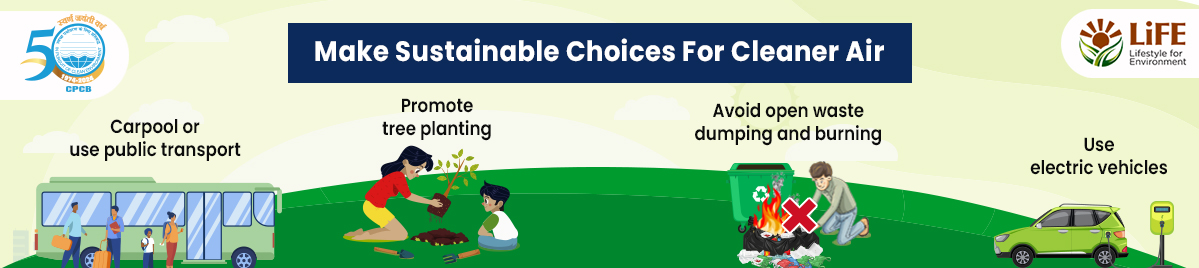 स्वर्ण जयंती वर्ष
50
1974-2024
CPCB
Make Sustainable Choices For Cleaner Air
LiFE
Lifestyle for
Environment
Carpool or
use public transport
Promote
tree planting
Avoid open waste
dumping and burning
Use
electric vehicles